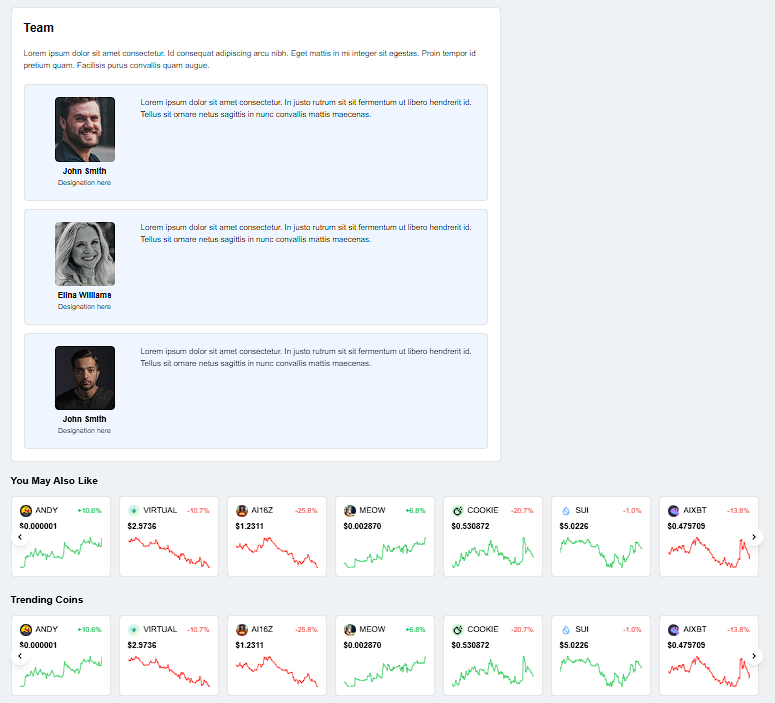 Team
Lorem ipsum dolor sit amet consectetur. Id consequat adipiscing arcu nibh. Eget mattis in mi integer sit egestas. Proin tempor id
pretium quam. Facilisis purus convallis quam augue.
Lorem ipsum dolor sit amet consectetur. In justo rutrum sit sit fermentum ut libero hendrerit id.
Tellus sit ornare netus sagittis in nunc convallis mattis maecenas.
John Smith
Designation here
Lorem ipsum dolor sit amet consectetur. In justo rutrum sit sit fermentum ut libero hendrerit id.
Tellus sit ornare netus sagittis in nunc convallis mattis maecenas.
Elina Williams
Designation here
Lorem ipsum dolor sit amet consectetur. In justo rutrum sit sit fermentum ut libero hendrerit id.
Tellus sit ornare netus sagittis in nunc convallis mattis maecenas.
John Smith
Designation here
You May Also Like
ANDY +10.6% VIRTUAL -10.7% AI16Z -25.8% MEOW +6.8% COOKIE -20.7% SUI -1.0% AIXBT -13.8%
$0.000001 $2.9736 $1.2311 $0.002870 $0.530872 $5.0226 $0.479709
Trending Coins
ANDY +10.6% VIRTUAL -10.7% AI16Z -25.8% MEOW +6.8% COOKIE -20.7% SUI -1.0% AIXBT -13.8%
$0.000001 $2.9736 $1.2311 $0.002870 $0.530872 $5.0226 $0.479709